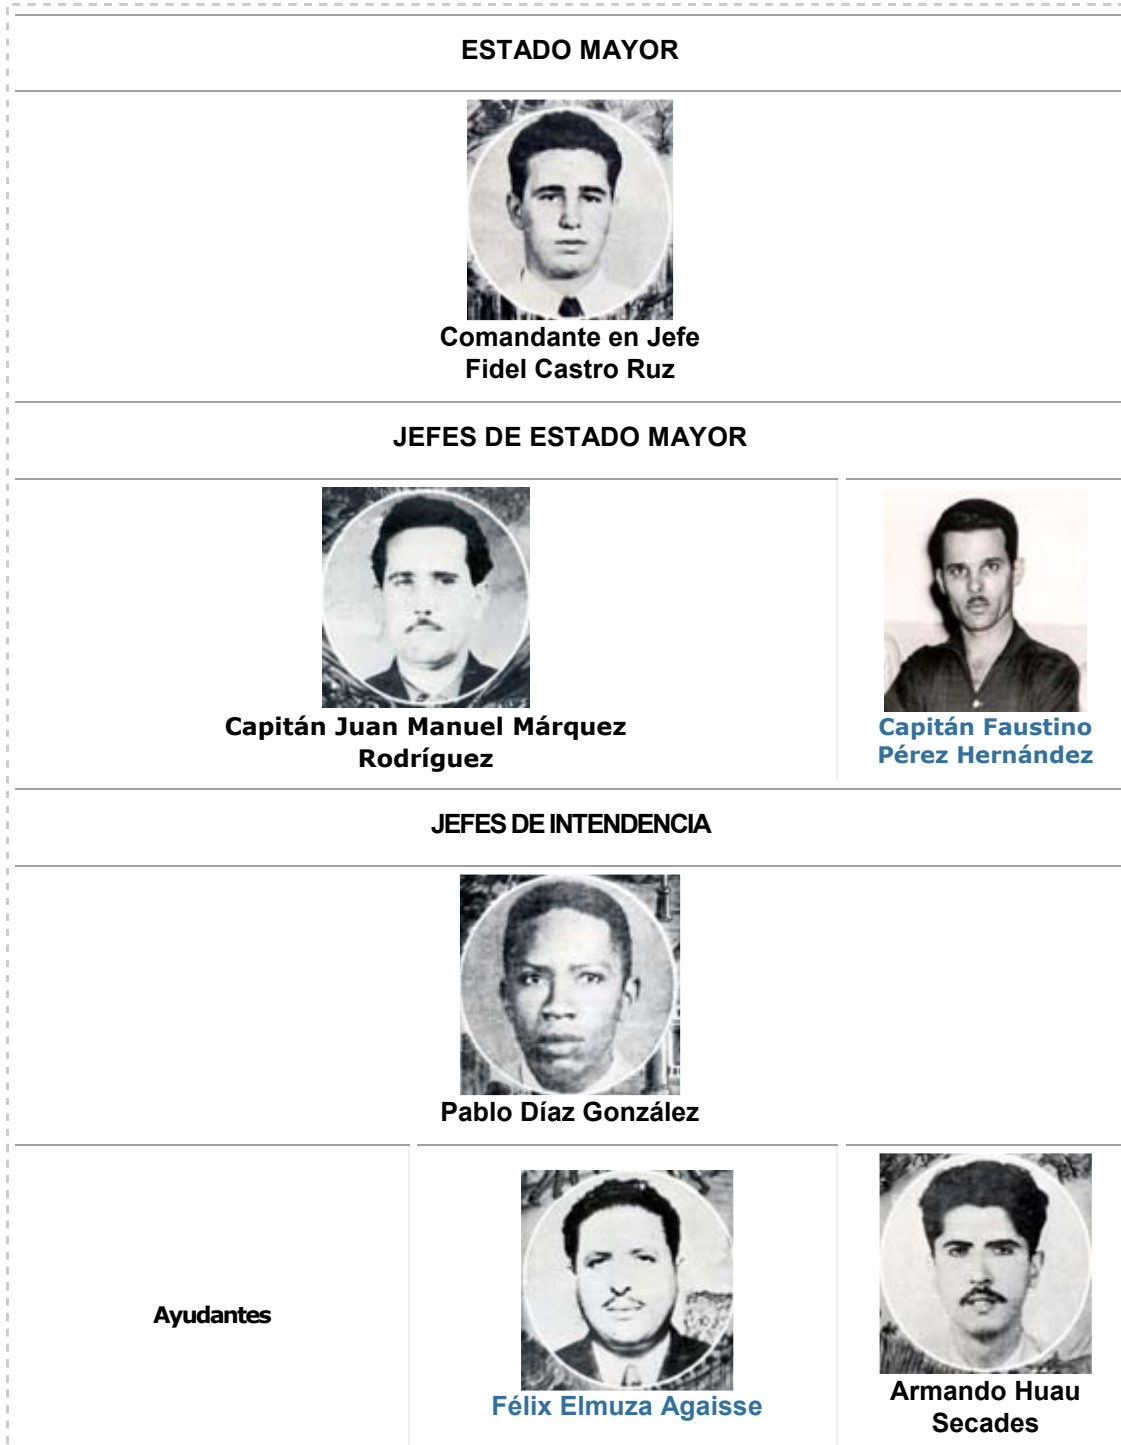 ESTADO MAYOR
Comandante en Jefe
Fidel Castro Ruz
JEFES DE ESTADO MAYOR
Capitán Juan Manuel Márquez
Rodríguez
Capitán Faustino
Pérez Hernández
JEFES DE INTENDENCIA
Pablo Díaz González
Ayudantes
Félix Elmuza Agaisse
Armando Huau
Secades